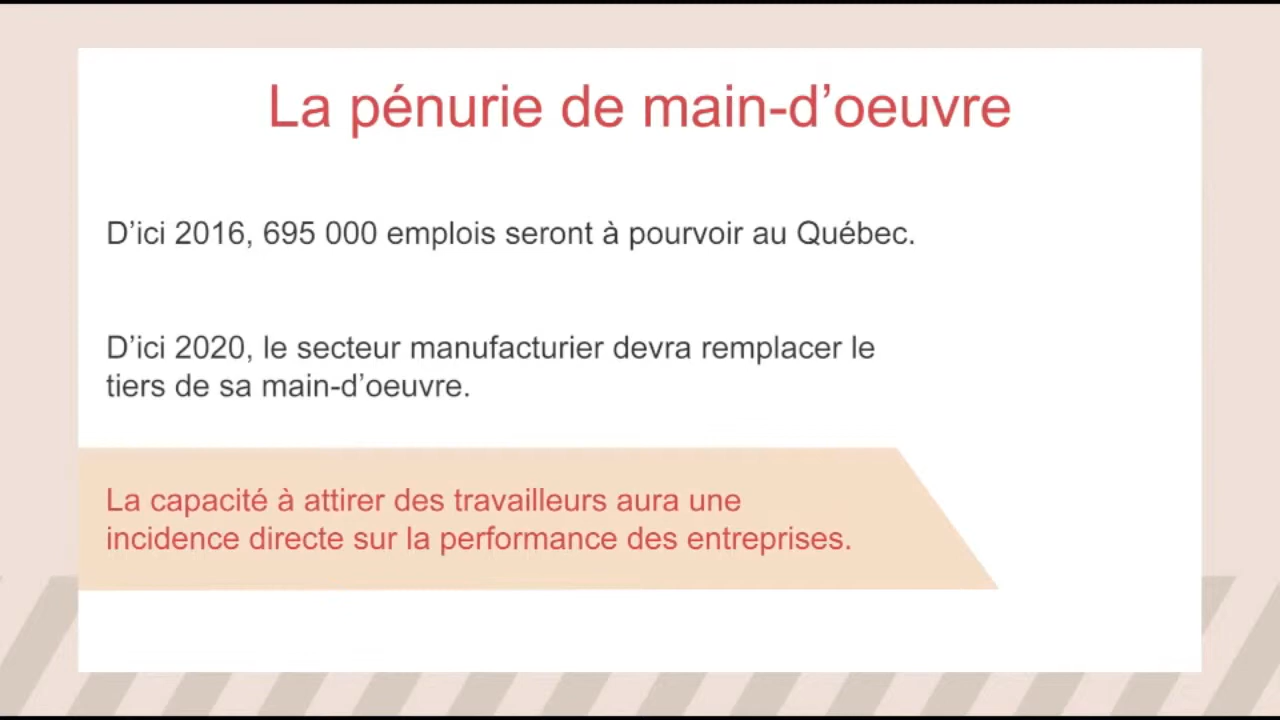 La pénurie de main-d’oeuvre
D’ici 2016, 695 000 emplois seront à pourvoir au Québec.
D’ici 2020, le secteur manufacturier devra remplacer le
tiers de sa main-d’oeuvre.
La capacité à attirer des travailleurs aura une
incidence directe sur la performance des entreprises.